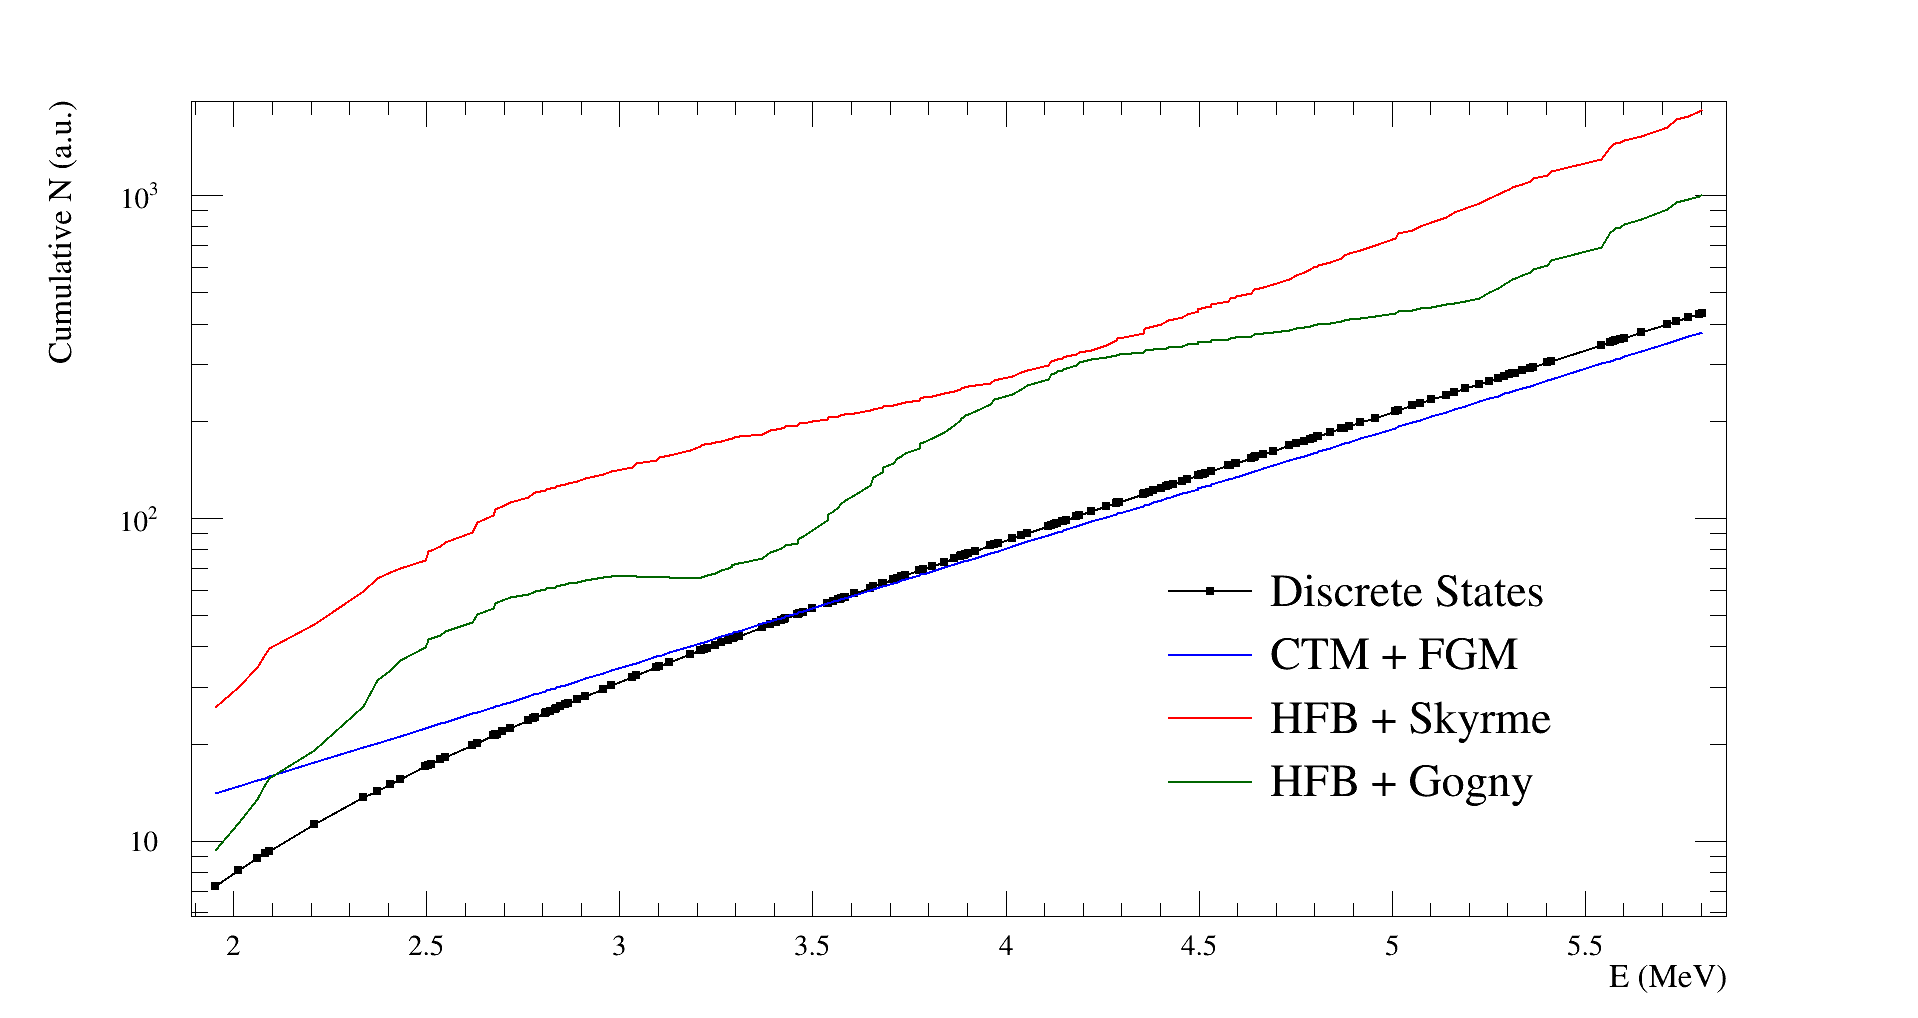 Cumulative N (a.u.)
10³
10²
10
Discrete States
CTM + FGM
HFB + Skyrme
HFB + Gogny
2 2.5 3 3.5 4 4.5 5 5.5
E (MeV)